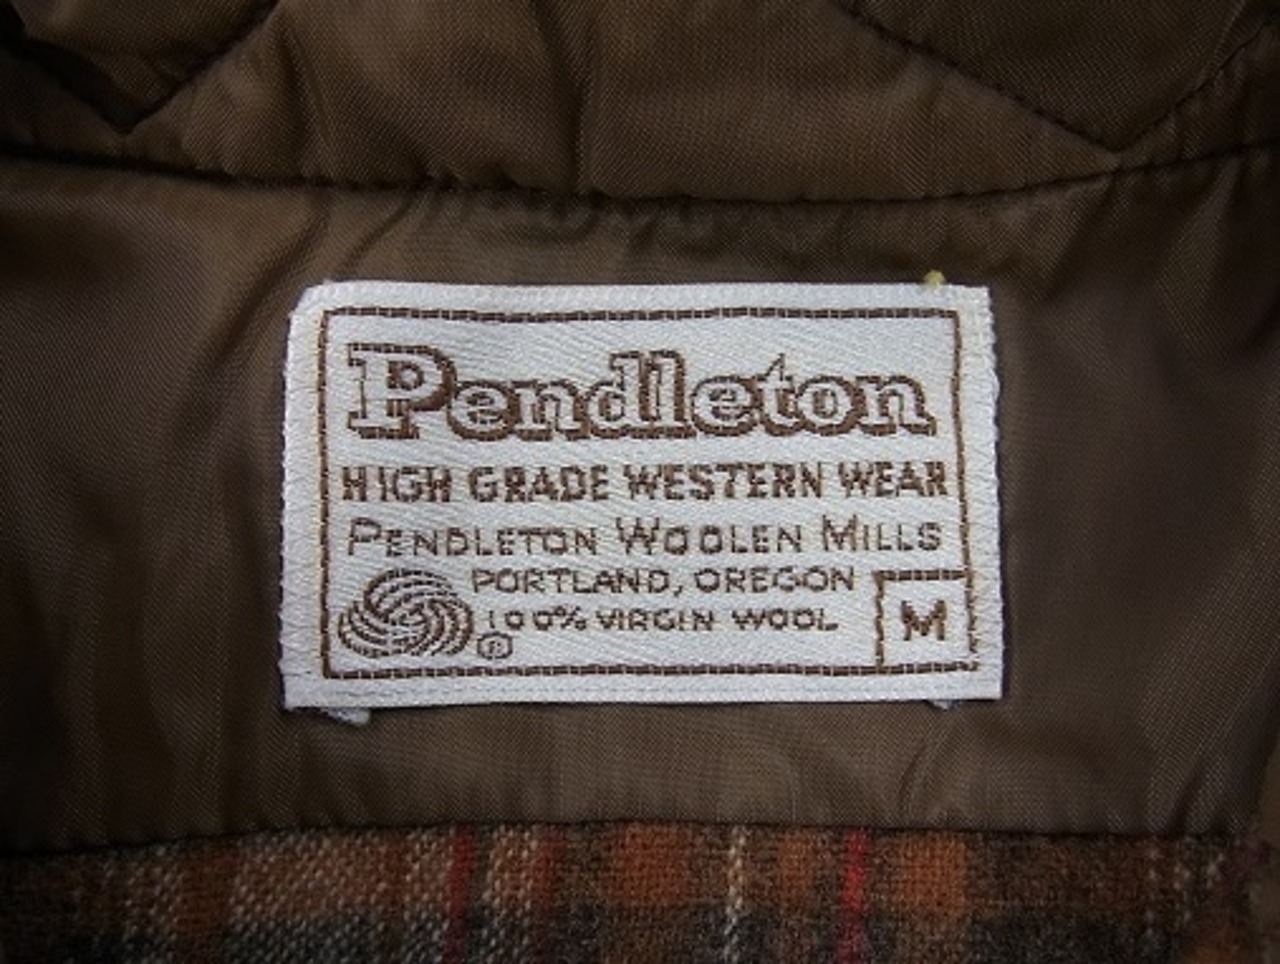 Pendleton
HIGH GRADE WESTERN WEAR
PENDLETON WOOLEN MILLS
PORTLAND, OREGON
100% VIRGIN WOOL
®
M